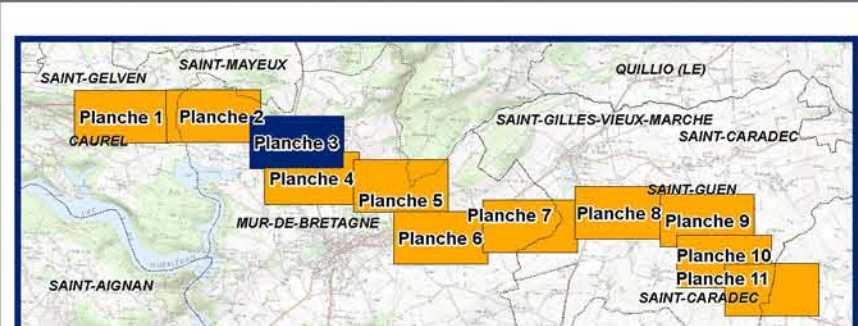 SAINT-MAYEUX
QUILLIO (LE)
SAINT-GELVEN
Planche 1
Planche 2
SAINT-GILLES-VIEUX-MARCHE
SAINT-CARADEC
CAUREL
Planche 3
Planche 4
SAINT-GUEN
Planche 5
Planche 7
Planche 8
Planche 9
MUR-DE-BRETAGNE
Planche 6
Planche 10
Planche 11
SAINT-AIGNAN
SAINT-CARADEC